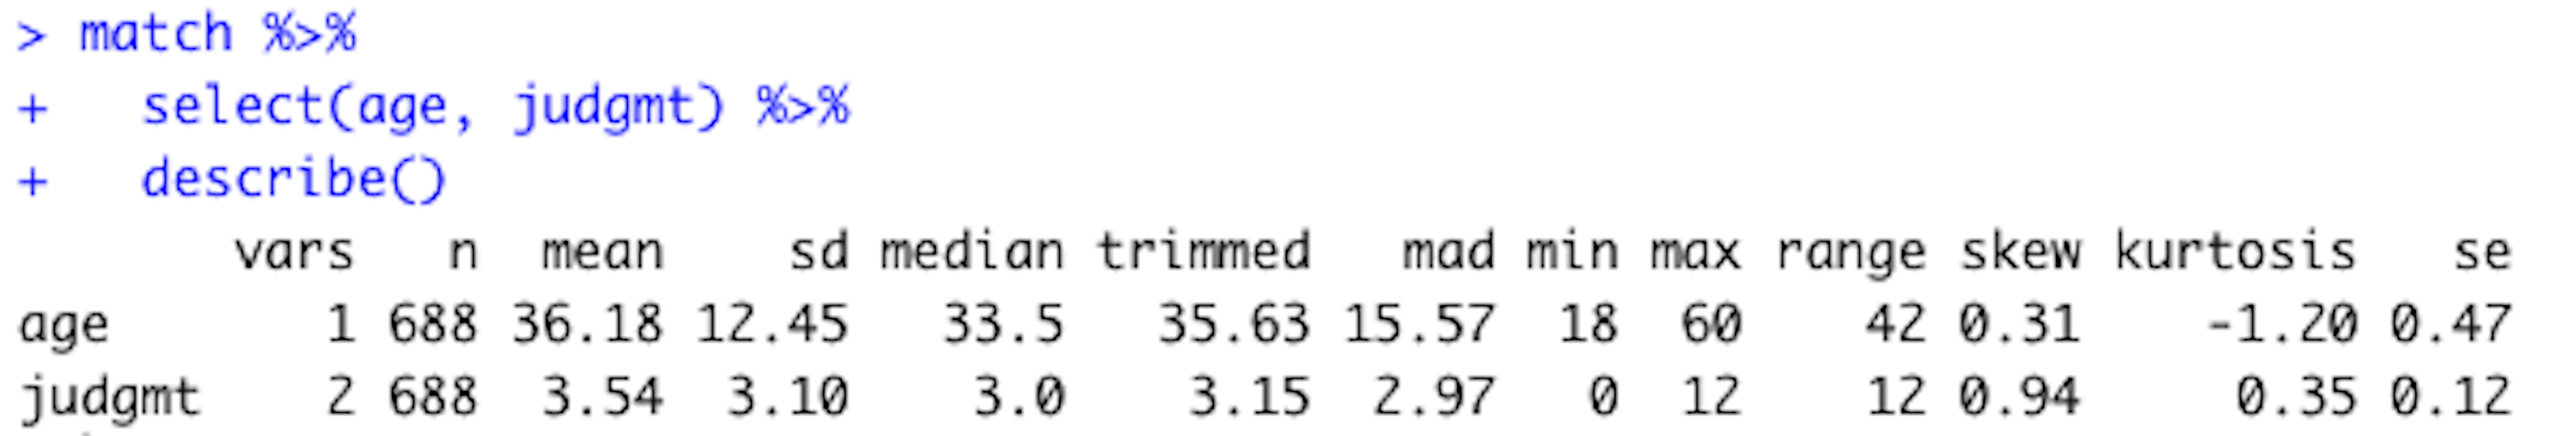 > match %>%
+   select(age, judgmt) %>%
+   describe()
       vars   n  mean    sd median trimmed   mad min max range skew kurtosis   se
age       1 688 36.18 12.45   33.5   35.63 15.57  18  60    42 0.31    -1.20 0.47
judgmt    2 688  3.54  3.10    3.0    3.15  2.97   0  12    12 0.94     0.35 0.12